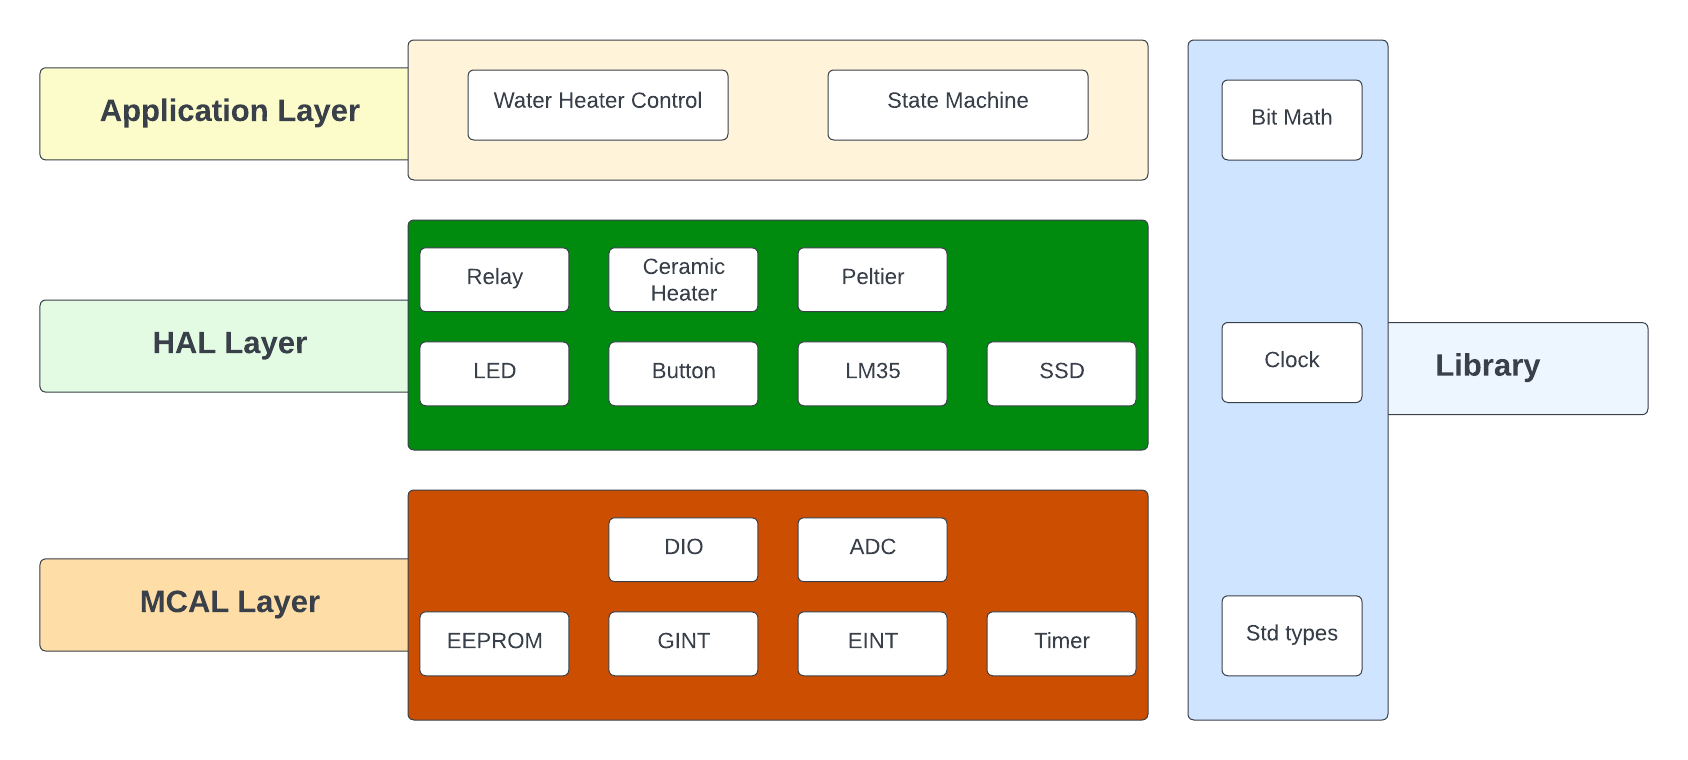 Application Layer
Water Heater Control
State Machine
HAL Layer
Relay
Ceramic
Heater
Peltier
LED
Button
LM35
SSD
MCAL Layer
DIO
ADC
EEPROM
GINT
EINT
Timer
Bit Math
Clock
Std types
Library